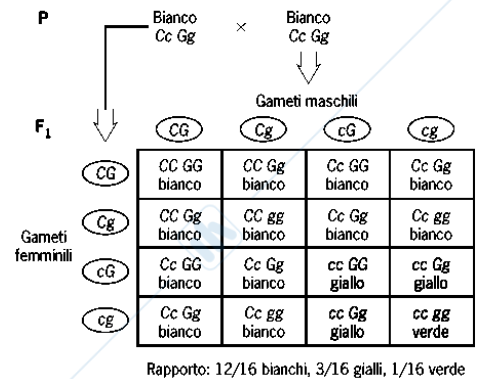 P
Bianco
Cc Gg
×
Bianco
Cc Gg
Gameti maschili
F1
CG Cg cG cg
Gameti
femminili
CG
CC GG
bianco
CC Gg
bianco
Cc GG
bianco
Cc Gg
bianco
Cg
CC Gg
bianco
CC gg
bianco
Cc Gg
bianco
Cc gg
bianco
cG
Cc GG
bianco
Cc Gg
bianco
cc GG
giallo
cc Gg
giallo
cg
Cc Gg
bianco
Cc gg
bianco
cc Gg
giallo
cc gg
verde
Rapporto: 12/16 bianchi, 3/16 gialli, 1/16 verde